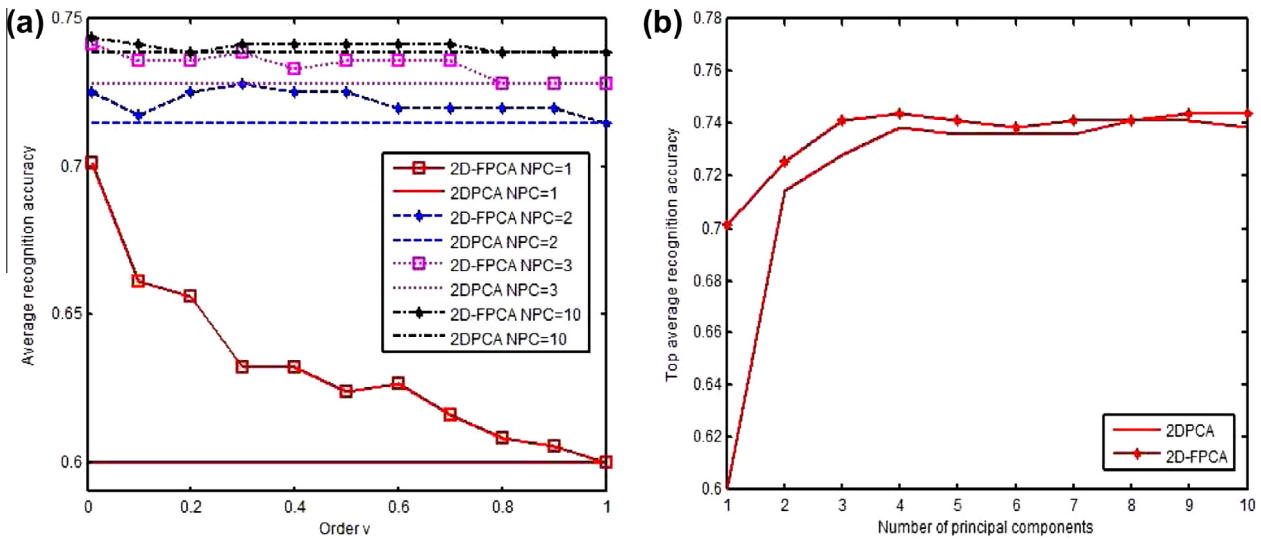 (a)
0.75
0.7
0.65
0.6
Average recognition accuracy
0
0.2
0.4
0.6
0.8
1
Order v
2D-FPCA NPC=1
2DPCA NPC=1
2D-FPCA NPC=2
2DPCA NPC=2
2D-FPCA NPC=3
2DPCA NPC=3
2D-FPCA NPC=10
2DPCA NPC=10
(b)
0.78
0.76
0.74
0.72
0.7
0.68
0.66
0.64
0.62
0.6
Top average recognition accuracy
1
2
3
4
5
6
7
8
9
10
Number of principal components
2DPCA
2D-FPCA